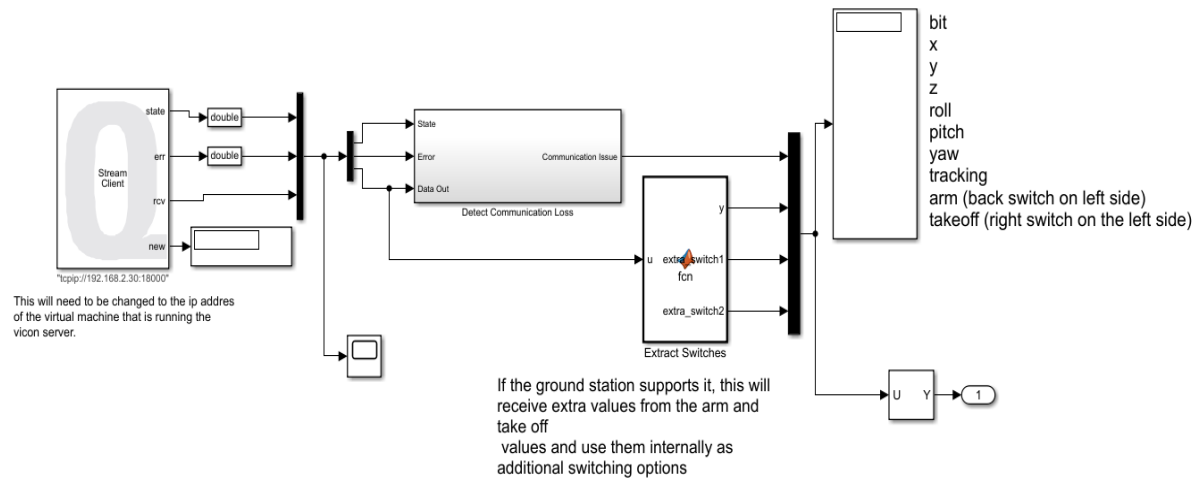 state
err
rcv
new
Stream
Client
"tcpip://192.168.2.30:18000"
This will need to be changed to the ip addres
of the virtual machine that is running the
vicon server.
double
double
State
Error
Data Out
Communication Issue
Detect Communication Loss
u
y
extra_switch1
extra_switch2
fcn
Extract Switches
If the ground station supports it, this will
receive extra values from the arm and
take off
values and use them internally as
additional switching options
bit
x
y
z
roll
pitch
yaw
tracking
arm (back switch on left side)
takeoff (right switch on the left side)
U Y
1